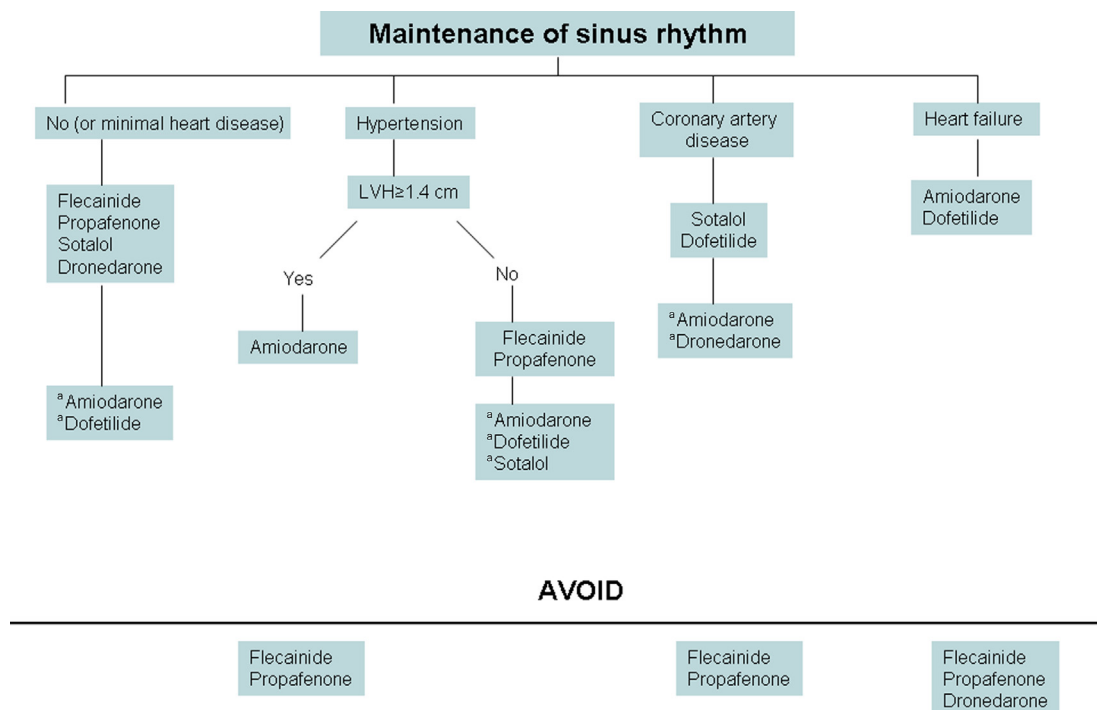 Maintenance of sinus rhythm
No (or minimal heart disease)
Flecainide
Propafenone
Sotalol
Dronedarone
ᵃAmiodarone
ᵃDofetilide
Hypertension
LVH≥1.4 cm
Yes
Amiodarone
No
Flecainide
Propafenone
ᵃAmiodarone
ᵃDofetilide
ᵃSotalol
Coronary artery
disease
Sotalol
Dofetilide
ᵃAmiodarone
ᵃDronedarone
Heart failure
Amiodarone
Dofetilide
AVOID
Flecainide
Propafenone
Flecainide
Propafenone
Flecainide
Propafenone
Dronedarone